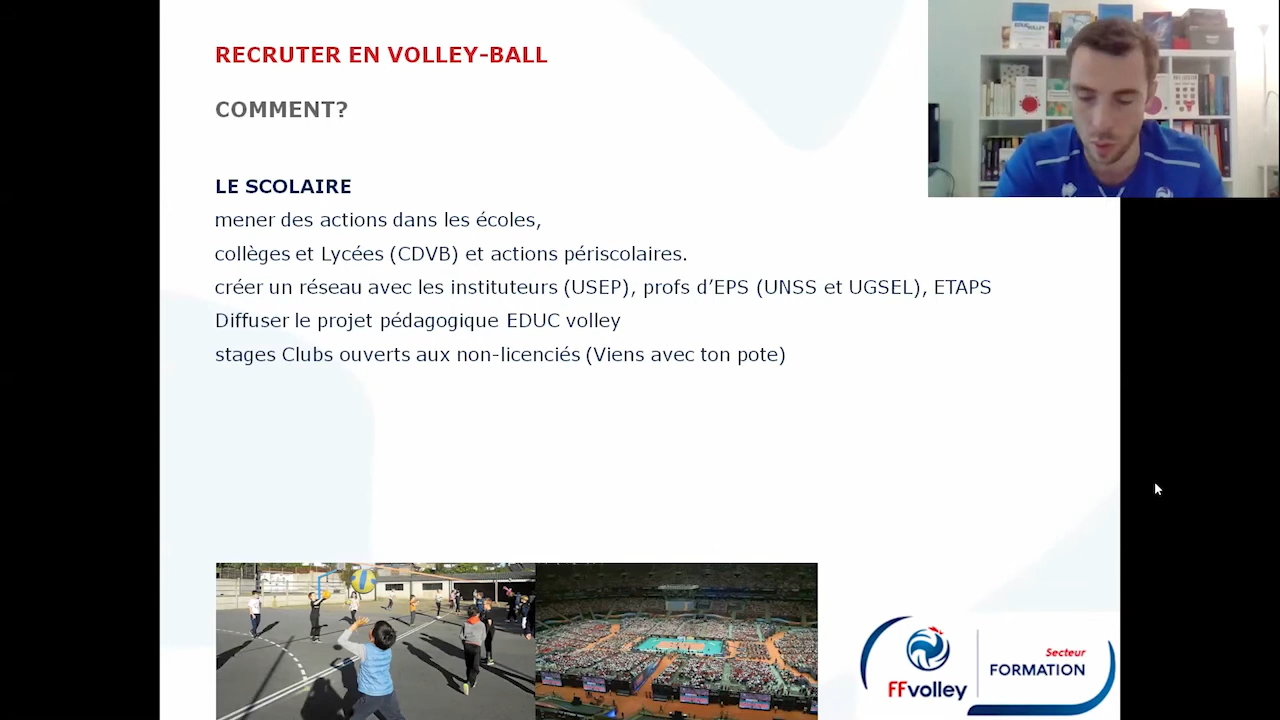 RECRUTER EN VOLLEY-BALL
COMMENT?
LE SCOLAIRE
mener des actions dans les écoles,
collèges et Lycées (CDVB) et actions périscolaires.
créer un réseau avec les instituteurs (USEP), profs d’EPS (UNSS et UGSEL), ETAPS
Diffuser le projet pédagogique EDUC volley
stages Clubs ouverts aux non-licenciés (Viens avec ton pote)
Secteur
FORMATION
FFvolley